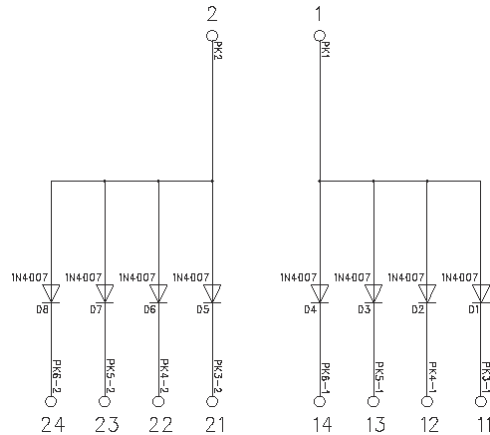 2 1
PK2 PK1
1N4007 1N4007 1N4007 1N4007 1N4007 1N4007 1N4007 1N4007
D8 D7 D6 D5 D4 D3 D2 D1
PK6-2 PK5-2 PK4-2 PK3-2 PK6-1 PK5-1 PK4-1 PK3-1
24 23 22 21 14 13 12 11